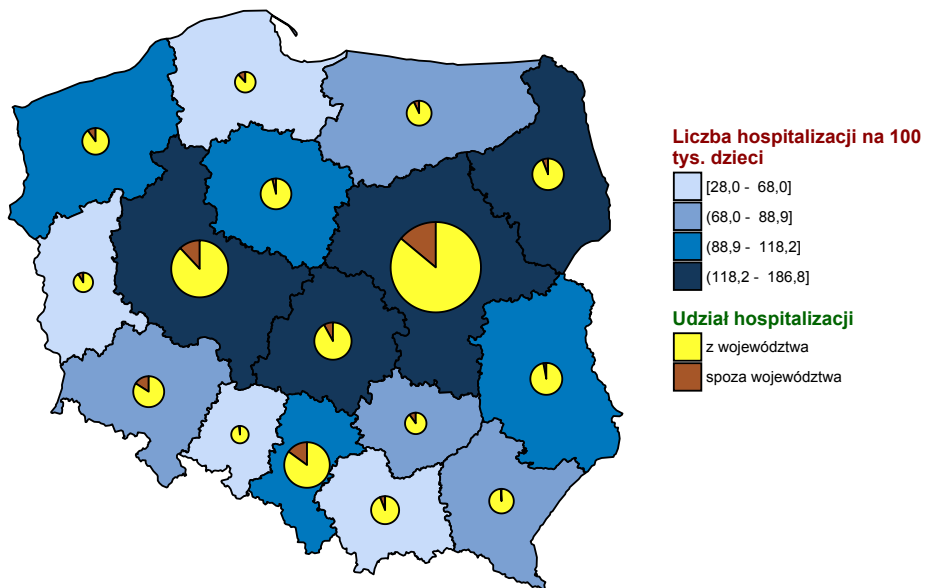 Liczba hospitalizacji na 100
tys. dzieci
[28,0 - 68,0]
(68,0 - 88,9]
(88,9 - 118,2]
(118,2 - 186,8]
Udział hospitalizacji
z województwa
spoza województwa